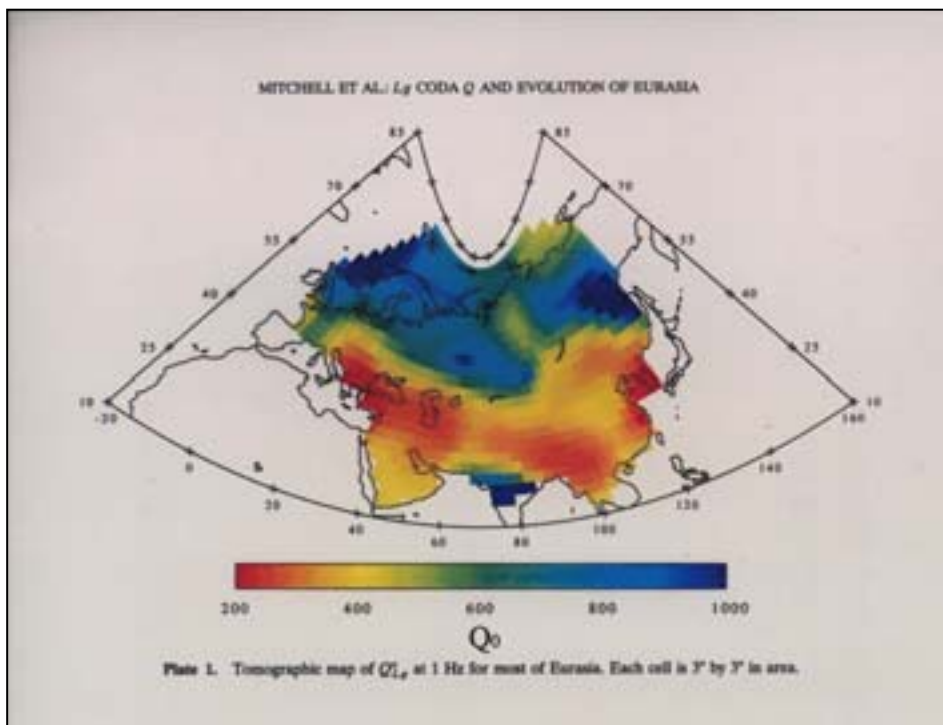 MITCHELL ET AL.: Lg CODA Q AND EVOLUTION OF EURASIA
85 85
70 70
55 55
40 40
25 25
10 10
-20 160
0 140
20 120
40 60 80 100
200 400 600 800 1000
Q0
Plate 1. Tomographic map of QcLg at 1 Hz for most of Eurasia. Each cell is 3° by 3° in area.